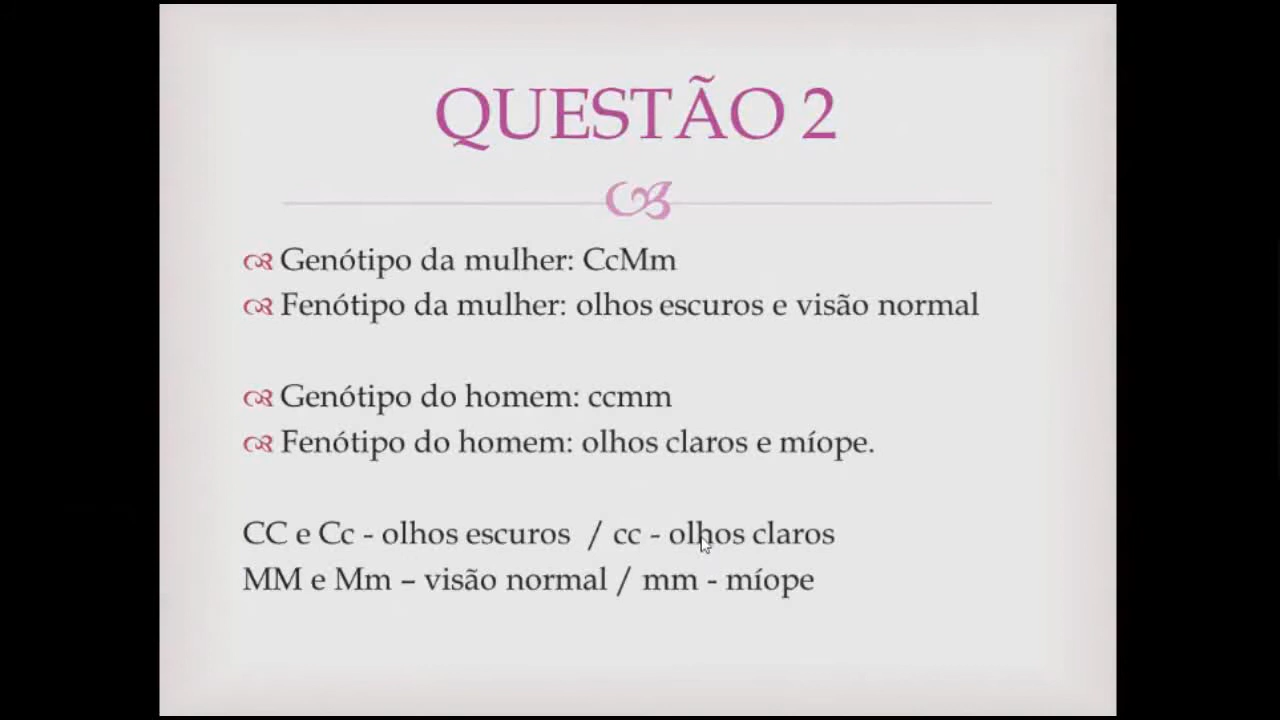 QUESTÃO 2
Genótipo da mulher: CcMm
Fenótipo da mulher: olhos escuros e visão normal
Genótipo do homem: ccmm
Fenótipo do homem: olhos claros e míope.
CC e Cc - olhos escuros / cc - olhos claros
MM e Mm – visão normal / mm - míope